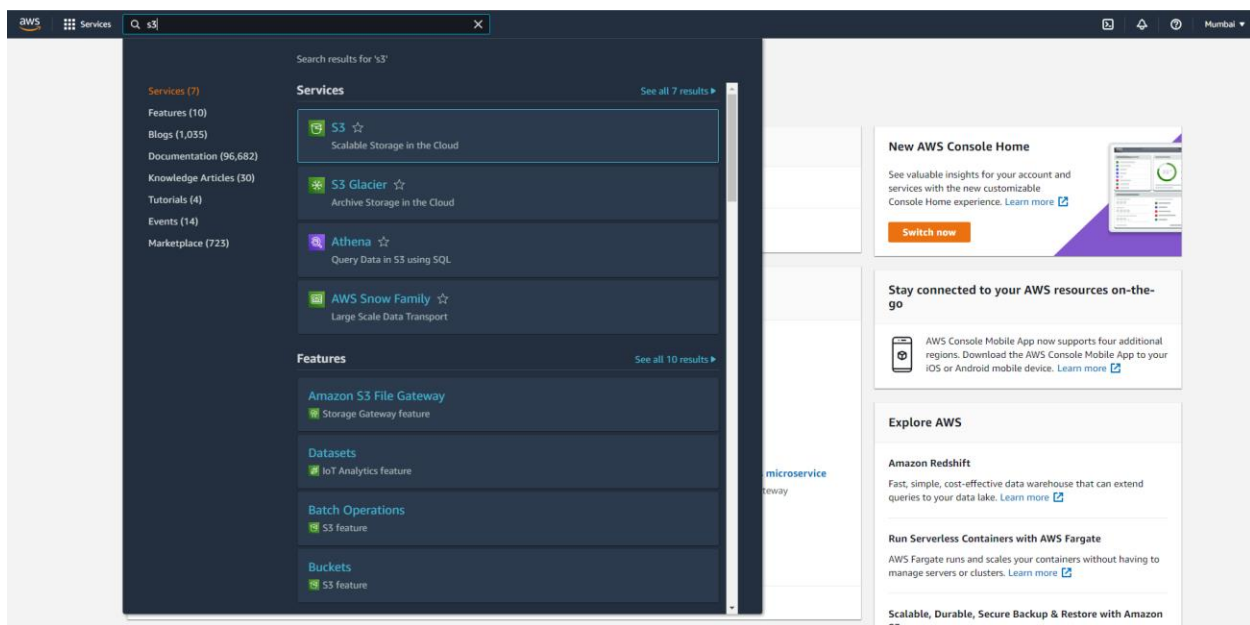 aws
Services
s3
Mumbai
Search results for 's3'
Services (7)
Features (10)
Blogs (1,035)
Documentation (96,682)
Knowledge Articles (30)
Tutorials (4)
Events (14)
Marketplace (723)
Services
See all 7 results
S3
Scalable Storage in the Cloud
S3 Glacier
Archive Storage in the Cloud
Athena
Query Data in S3 using SQL
AWS Snow Family
Large Scale Data Transport
Features
See all 10 results
Amazon S3 File Gateway
Storage Gateway feature
Datasets
IoT Analytics feature
Batch Operations
S3 feature
Buckets
S3 feature
microservice
teway
New AWS Console Home
See valuable insights for your account and
services with the new customizable
Console Home experience. Learn more
Switch now
Stay connected to your AWS resources on-the-
go
AWS Console Mobile App now supports four additional
regions. Download the AWS Console Mobile App to your
iOS or Android mobile device. Learn more
Explore AWS
Amazon Redshift
Fast, simple, cost-effective data warehouse that can extend
queries to your data lake. Learn more
Run Serverless Containers with AWS Fargate
AWS Fargate runs and scales your containers without having to
manage servers or clusters. Learn more
Scalable, Durable, Secure Backup & Restore with Amazon